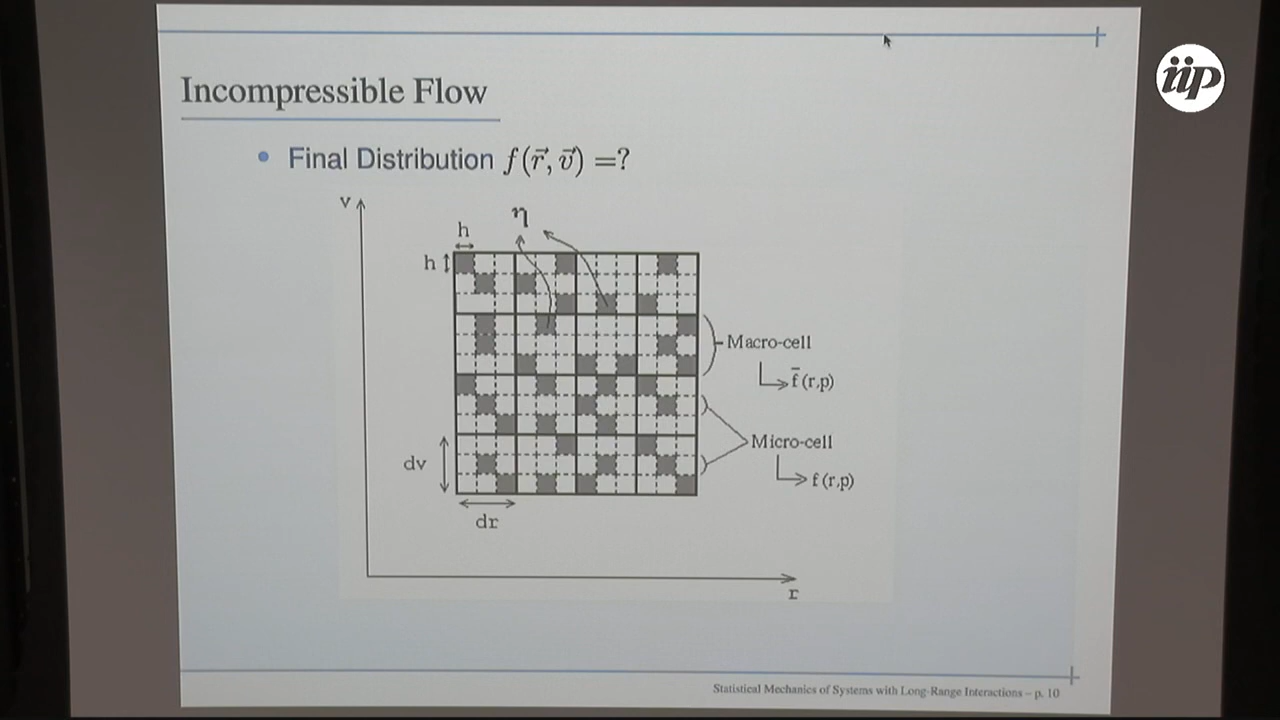 iip
Incompressible Flow
• Final Distribution f(r⃗, v⃗) =?
v
η
h
h
Macro-cell
f̄(r,p)
Micro-cell
f(r,p)
dv
dr
r
Statistical Mechanics of Systems with Long-Range Interactions – p. 10